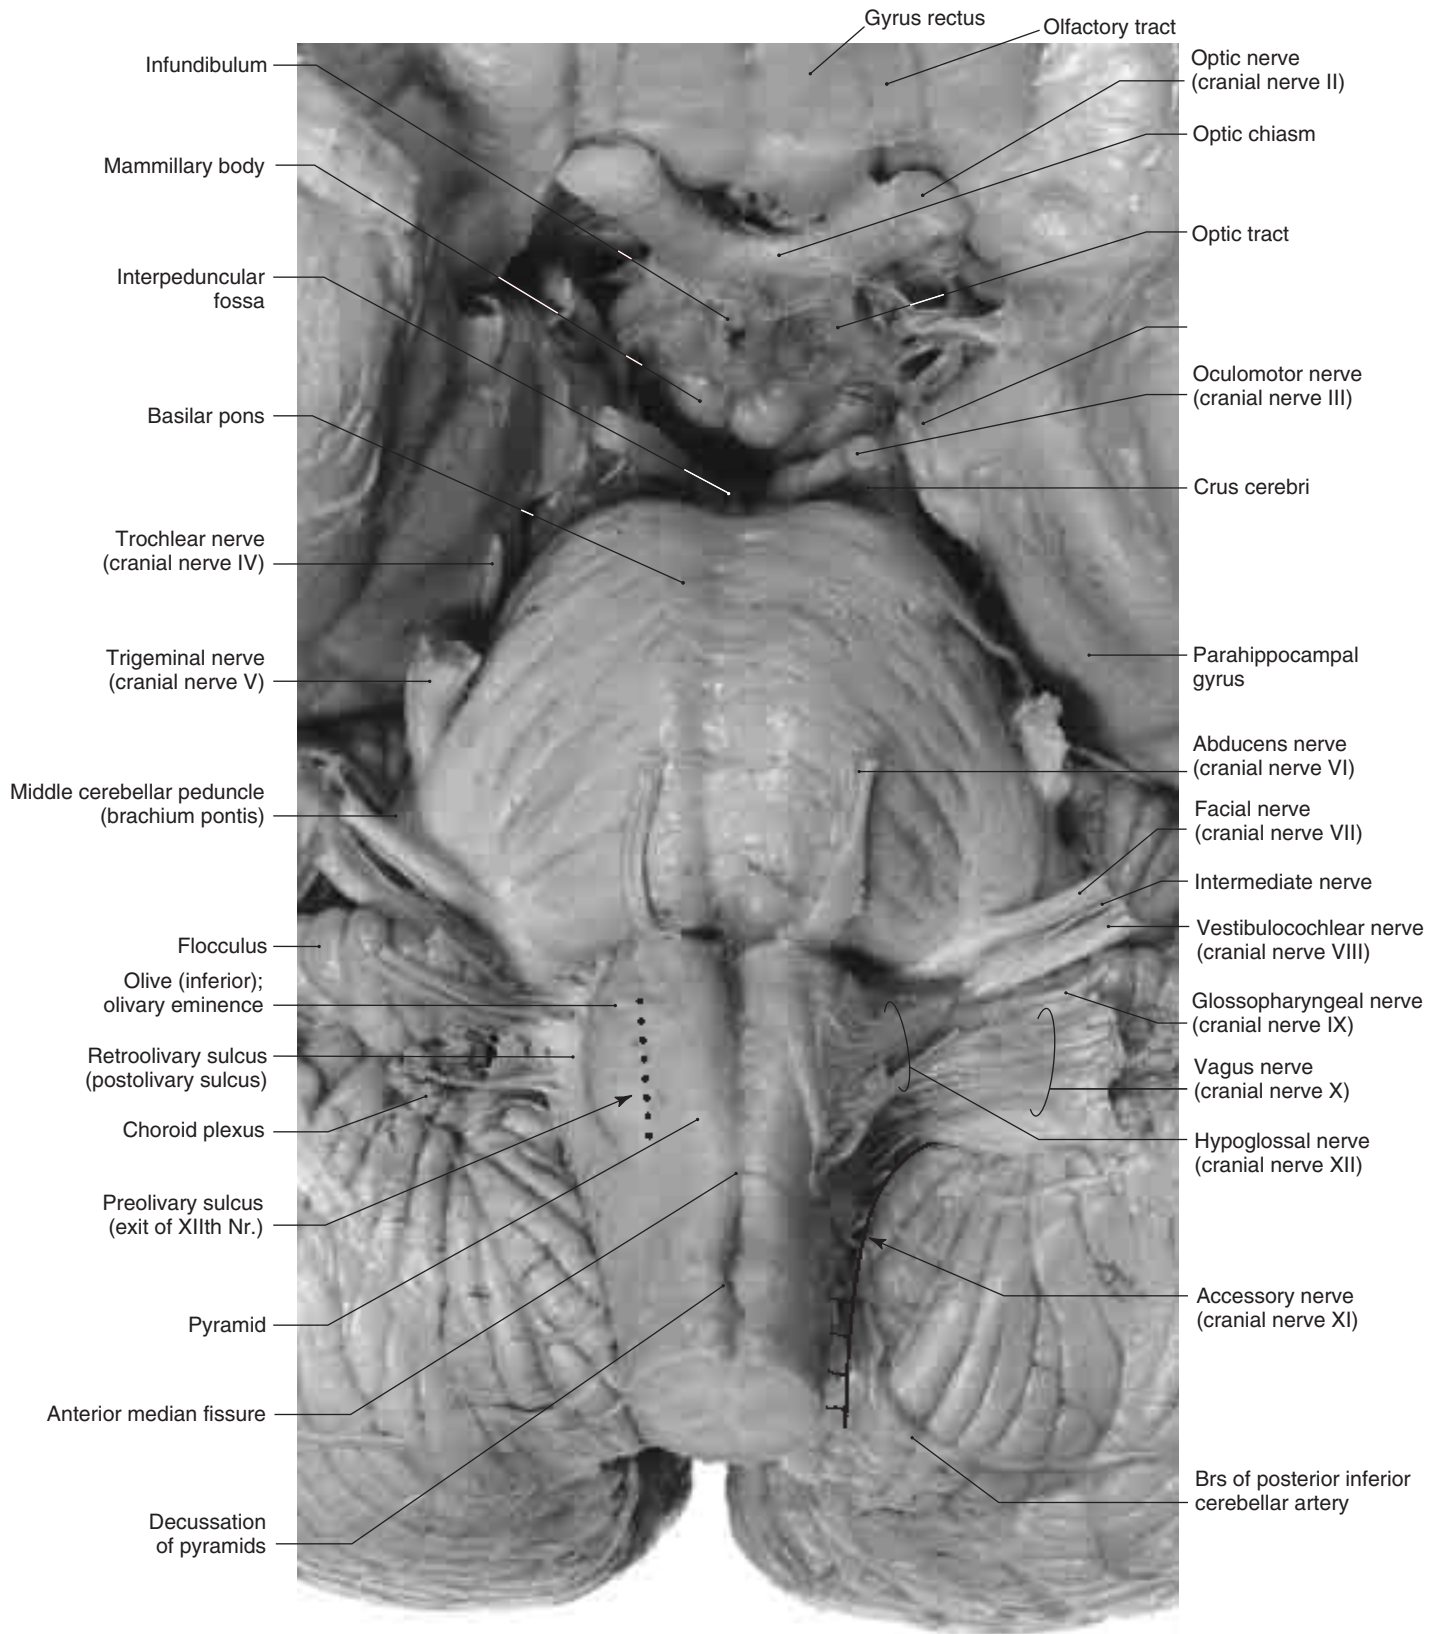 Gyrus rectus
Olfactory tract
Infundibulum
Mammillary body
Interpeduncular
fossa
Basilar pons
Trochlear nerve
(cranial nerve IV)
Trigeminal nerve
(cranial nerve V)
Middle cerebellar peduncle
(brachium pontis)
Flocculus
Olive (inferior);
olivary eminence
Retroolivary sulcus
(postolivary sulcus)
Choroid plexus
Preolivary sulcus
(exit of XIIth Nr.)
Pyramid
Anterior median fissure
Decussation
of pyramids
Optic nerve
(cranial nerve II)
Optic chiasm
Optic tract
Oculomotor nerve
(cranial nerve III)
Crus cerebri
Parahippocampal
gyrus
Abducens nerve
(cranial nerve VI)
Facial nerve
(cranial nerve VII)
Intermediate nerve
Vestibulocochlear nerve
(cranial nerve VIII)
Glossopharyngeal nerve
(cranial nerve IX)
Vagus nerve
(cranial nerve X)
Hypoglossal nerve
(cranial nerve XII)
Accessory nerve
(cranial nerve XI)
Brs of posterior inferior
cerebellar artery